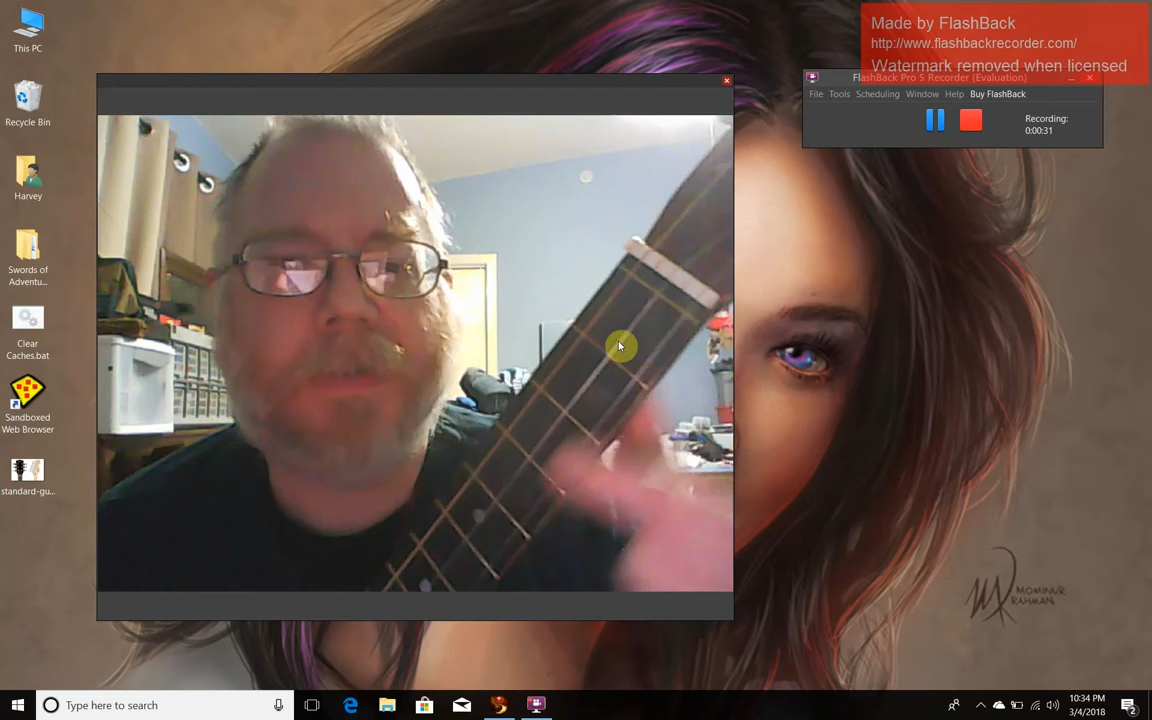 This PC
Recycle Bin
Harvey
Swords of
Advent​u...
Clear
Caches.bat
Sandboxed
Web Browser
standard-gu...
Made by FlashBack
http://www.flashbackrecorder.com/
Watermark removed when licensed
FlashBack Pro 5 Recorder (Evaluation)
File Tools Scheduling Window Help Buy FlashBack
Recording:
0:00:31
MOMINUR
RAHMAN
Type here to search
10:34 PM
3/4/2018
2